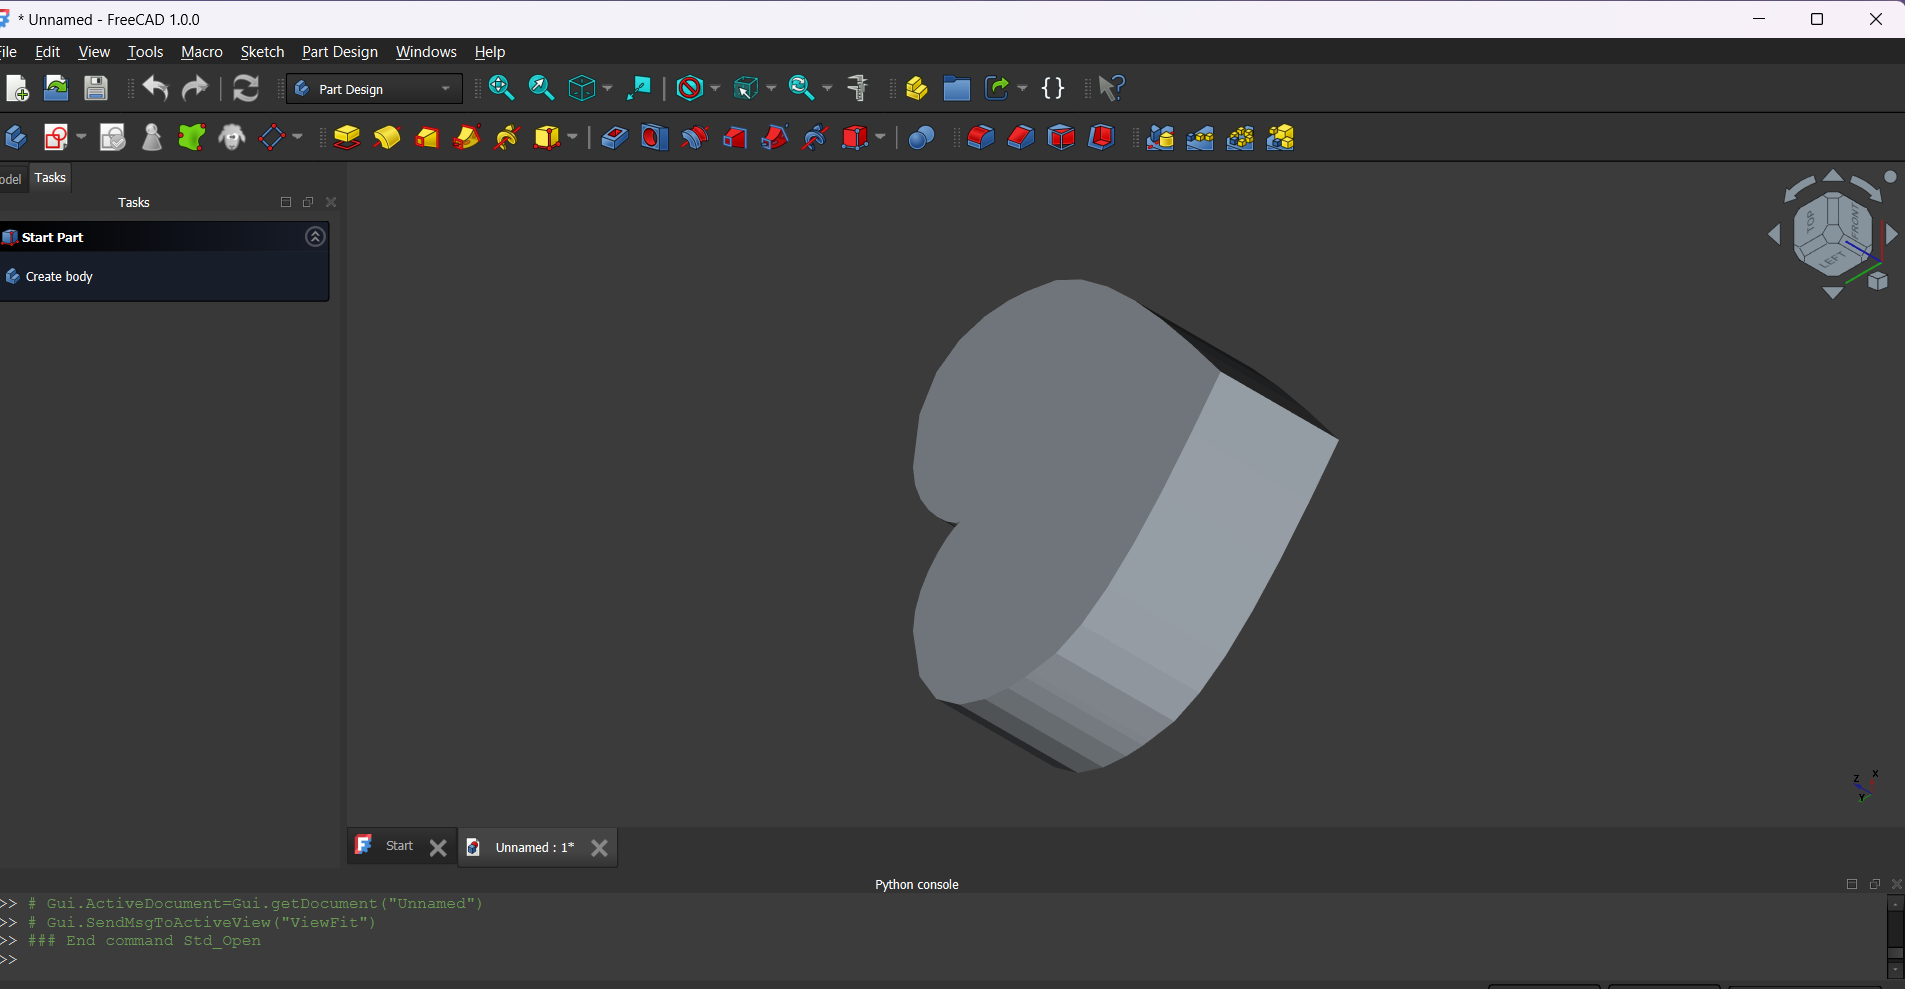 * Unnamed - FreeCAD 1.0.0
ile Edit View Tools Macro Sketch Part Design Windows Help
Part Design
odel Tasks
Tasks
Start Part
Create body
TOP FRONT
LEFT
Z X
Y
Start Unnamed : 1*
Python console
>> # Gui.ActiveDocument=Gui.getDocument("Unnamed")
>> # Gui.SendMsgToActiveView("ViewFit")
>> ### End command Std_Open
>>